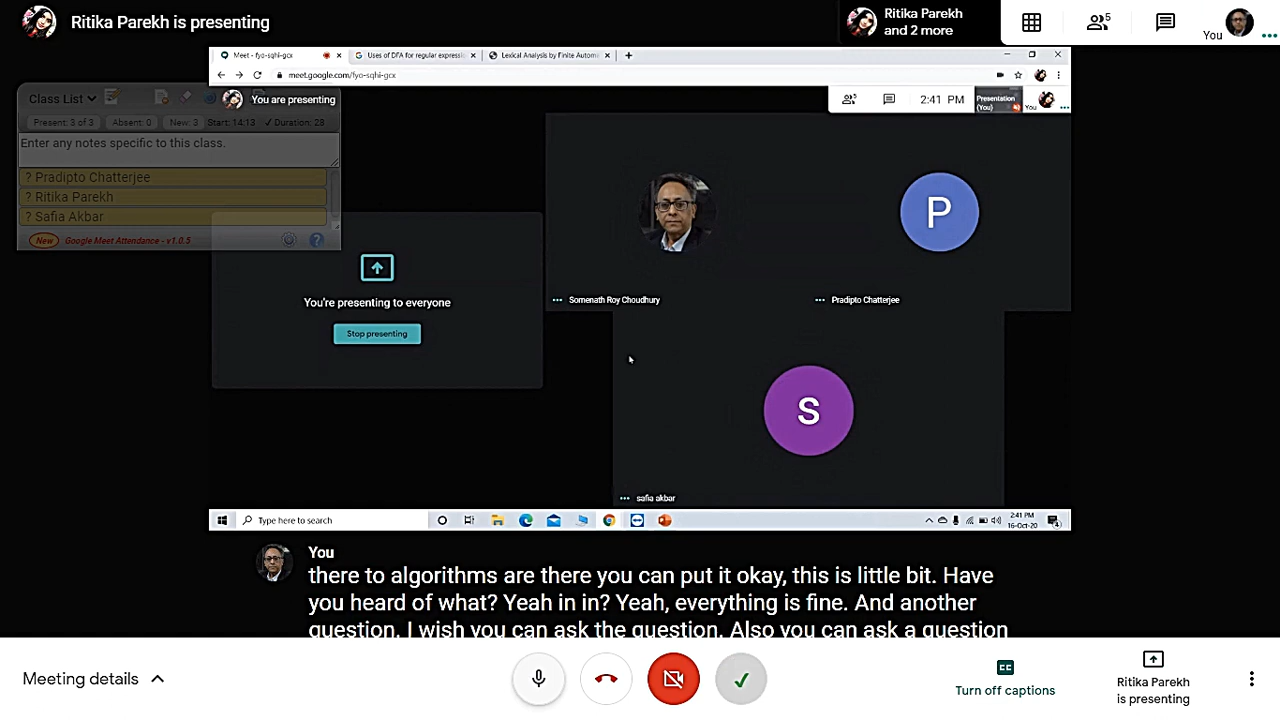 Ritika Parekh is presenting
Ritika Parekh
and 2 more
5
You
Meet - fyo-sqhi-gcx
Uses of DFA for regular expressi
Lexical Analysis by Finite Autom
meet.google.com/fyo-sqhi-gcx
Class List
You are presenting
5
2:41 PM
Presentation
(You)
You
Present: 3 of 3
Absent: 0
New: 3
Start: 14:13
✓ Duration: 28
Enter any notes specific to this class.
? Pradipto Chatterjee
? Ritika Parekh
? Safia Akbar
New
Google Meet Attendance - v1.0.5
?
P
You're presenting to everyone
Stop presenting
Somenath Roy Choudhury
Pradipto Chatterjee
S
safia akbar
Type here to search
2:41 PM
16-Oct-20
You
there to algorithms are there you can put it okay, this is little bit. Have
you heard of what? Yeah in in? Yeah, everything is fine. And another
question. I wish you can ask the question. Also you can ask a question
Meeting details
CC
Turn off captions
Ritika Parekh
is presenting